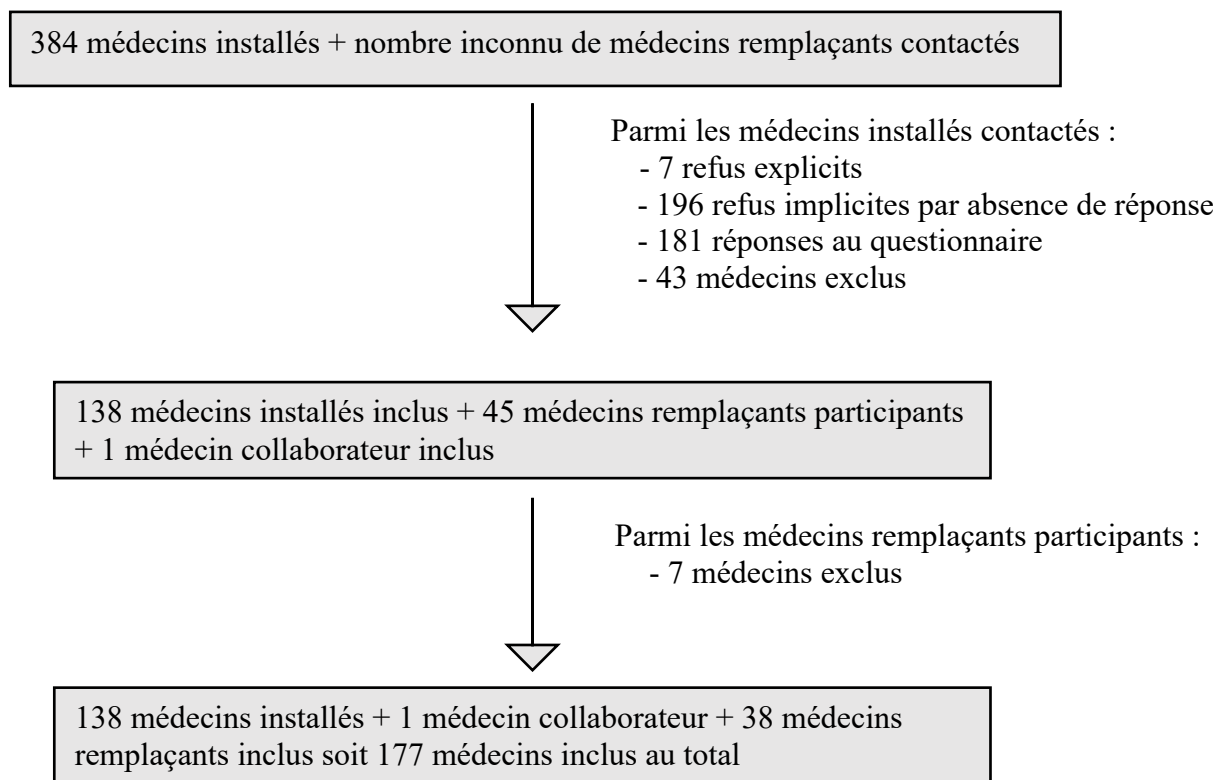 384 médecins installés + nombre inconnu de médecins remplaçants contactés
Parmi les médecins installés contactés :
- 7 refus explicits
- 196 refus implicites par absence de réponse
- 181 réponses au questionnaire
- 43 médecins exclus
138 médecins installés inclus + 45 médecins remplaçants participants
+ 1 médecin collaborateur inclus
Parmi les médecins remplaçants participants :
- 7 médecins exclus
138 médecins installés + 1 médecin collaborateur + 38 médecins
remplaçants inclus soit 177 médecins inclus au total